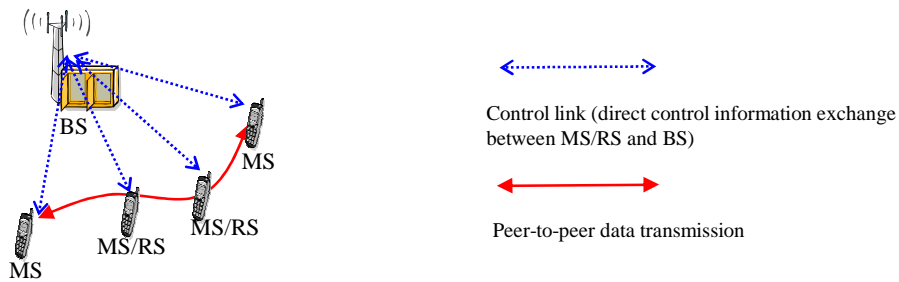 BS
MS
MS/RS
MS/RS
MS
Control link (direct control information exchange
between MS/RS and BS)
Peer-to-peer data transmission